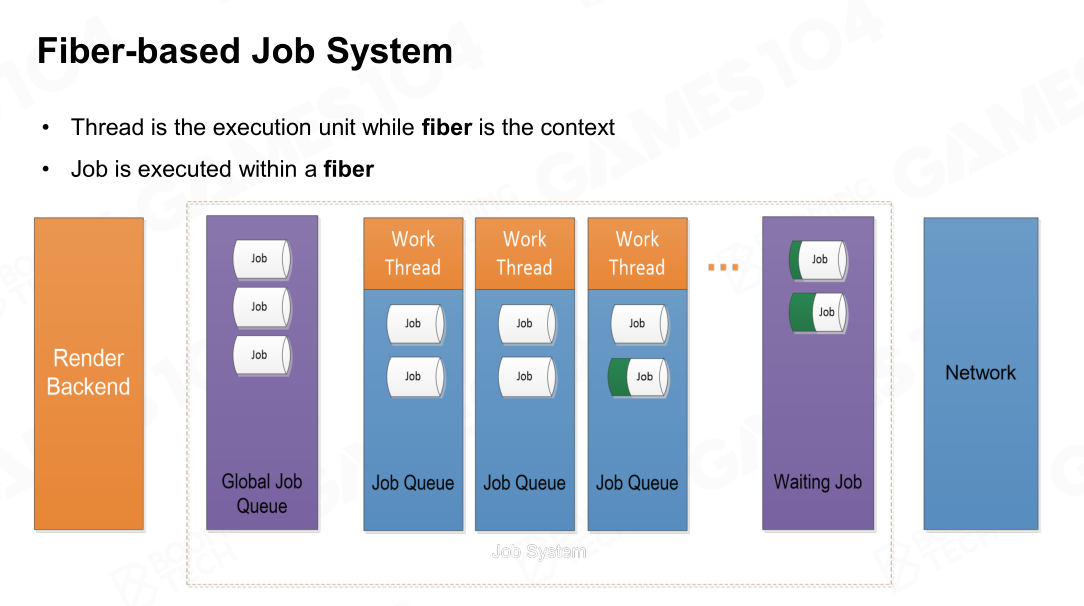 Fiber-based Job System
• Thread is the execution unit while fiber is the context
• Job is executed within a fiber
Render
Backend
Job
Job
Job
Global Job
Queue
Work
Thread
Job
Job
Job Queue
Work
Thread
Job
Job
Job Queue
Work
Thread
Job
Job
Job Queue
...
Job
Job
Waiting Job
Network
Job System
GAMES104